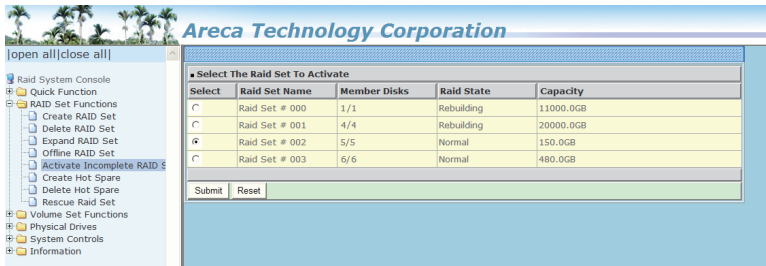 Areca Technology Corporation
|open all|close all|
Raid System Console
Quick Function
RAID Set Functions
Create RAID Set
Delete RAID Set
Expand RAID Set
Offline RAID Set
Activate Incomplete RAID S
Create Hot Spare
Delete Hot Spare
Rescue Raid Set
Volume Set Functions
Physical Drives
System Controls
Information
Select The Raid Set To Activate
Select Raid Set Name Member Disks Raid State Capacity
Raid Set # 000 1/1 Rebuilding 11000.0GB
Raid Set # 001 4/4 Rebuilding 20000.0GB
Raid Set # 002 5/5 Normal 150.0GB
Raid Set # 003 6/6 Normal 480.0GB
Submit Reset